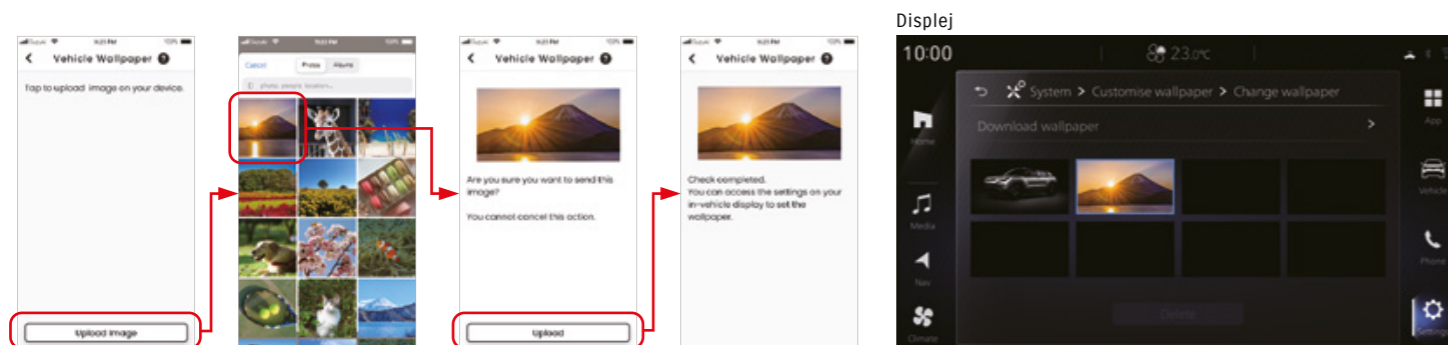 Displej
Vehicle Wallpaper ?
Tap to upload image on your device.
Upload Image
Cancel
Photos Albums
Vehicle Wallpaper ?
Are you sure you want to send this
image?
You cannot cancel this action.
Upload
Vehicle Wallpaper ?
Check completed.
You can access the settings on your
in-vehicle display to set the
wallpaper.
10:00
23.0℃
System > Customise wallpaper > Change wallpaper
Download wallpaper >
Delete
Home
Media
Nav
Climate
App
Vehicle
Phone
Settings